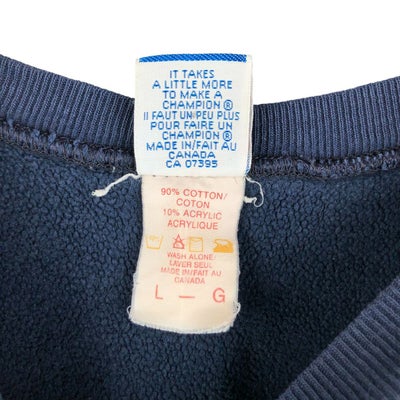 IT TAKES
A LITTLE MORE
TO MAKE A
CHAMPION®
IL FAUT UN PEU PLUS
POUR FAIRE UN
CHAMPION®
MADE IN/FAIT AU
CANADA
CA 07395
90% COTTON/
COTON
10% ACRYLIC
ACRYLIQUE
WASH ALONE/
LAVER SEUL
MADE IN/FAIT AU
CANADA
L — G